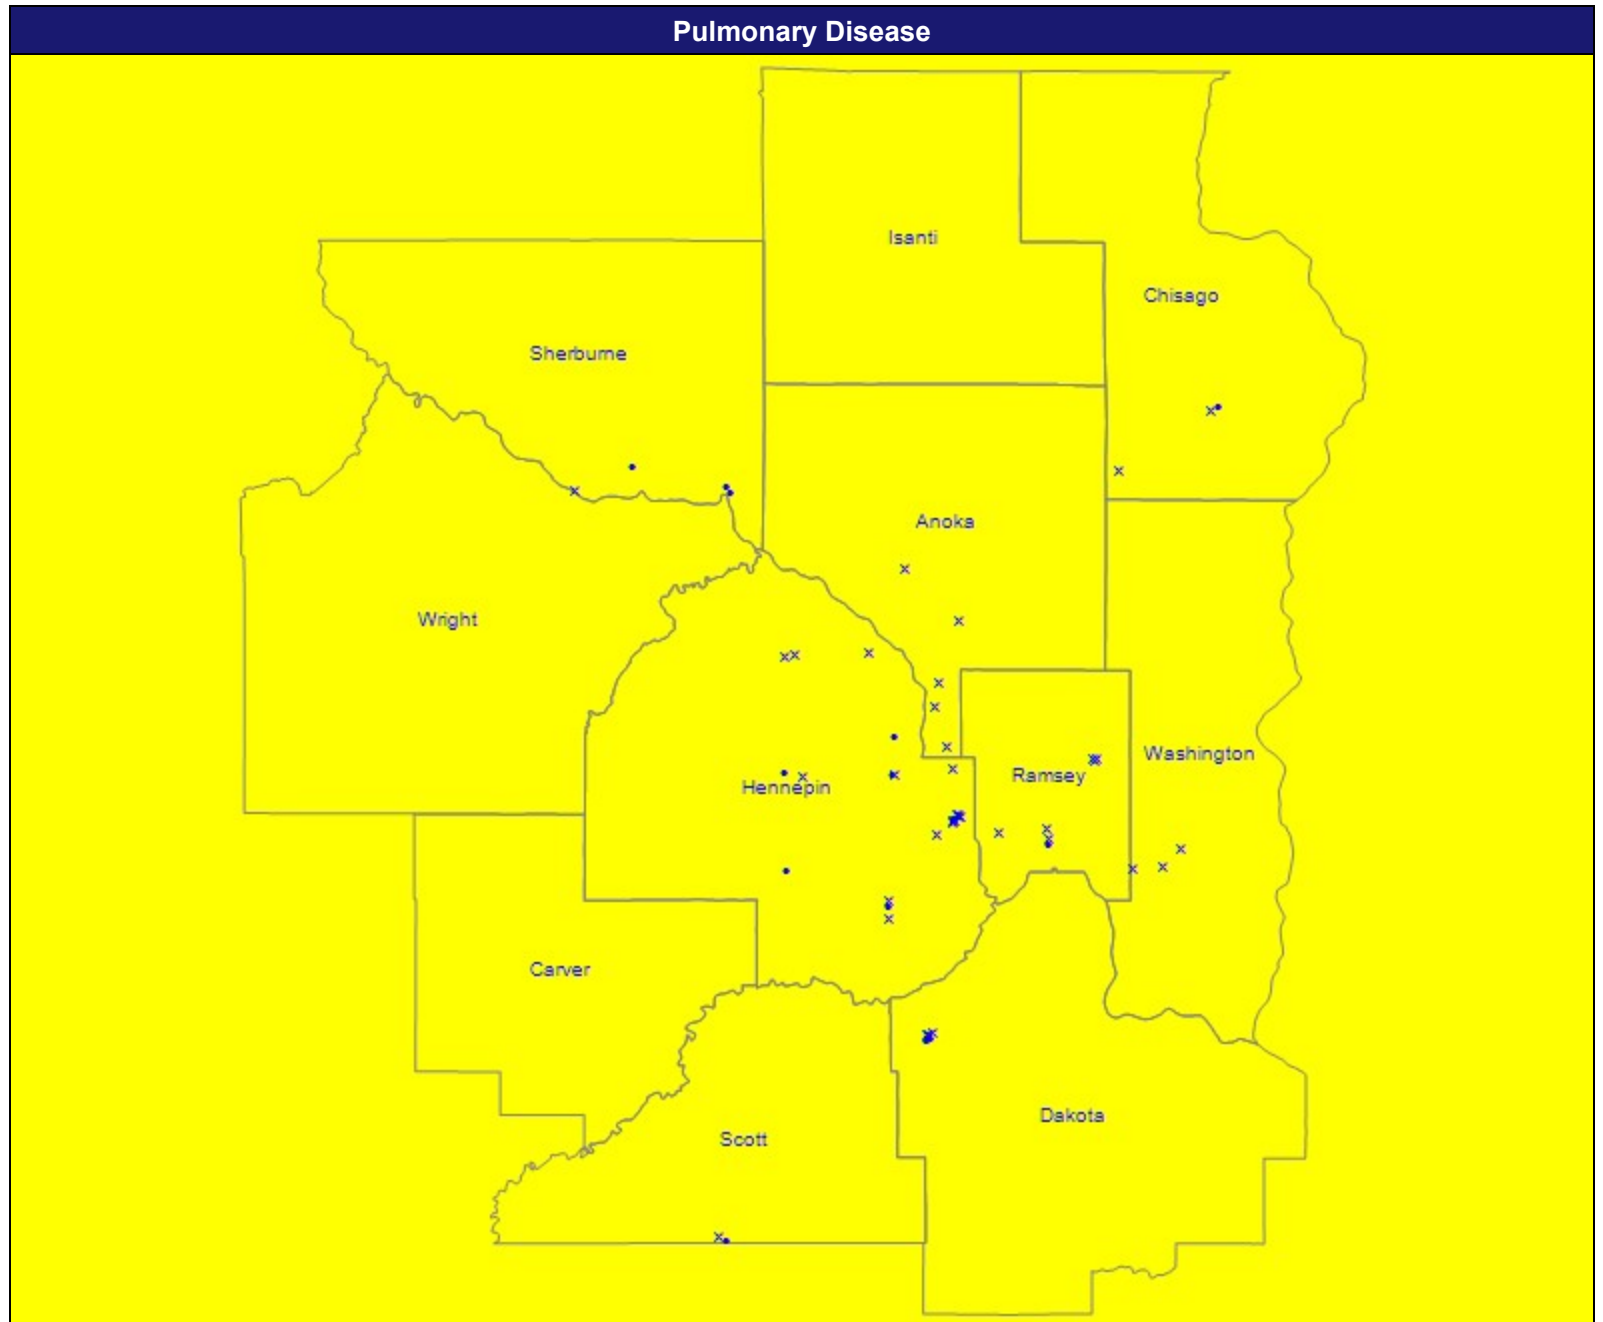 Pulmonary Disease
Isanti
Chisago
Sherburne
Anoka
Wright
Washington
Ramsey
Hennepin
Carver
Dakota
Scott